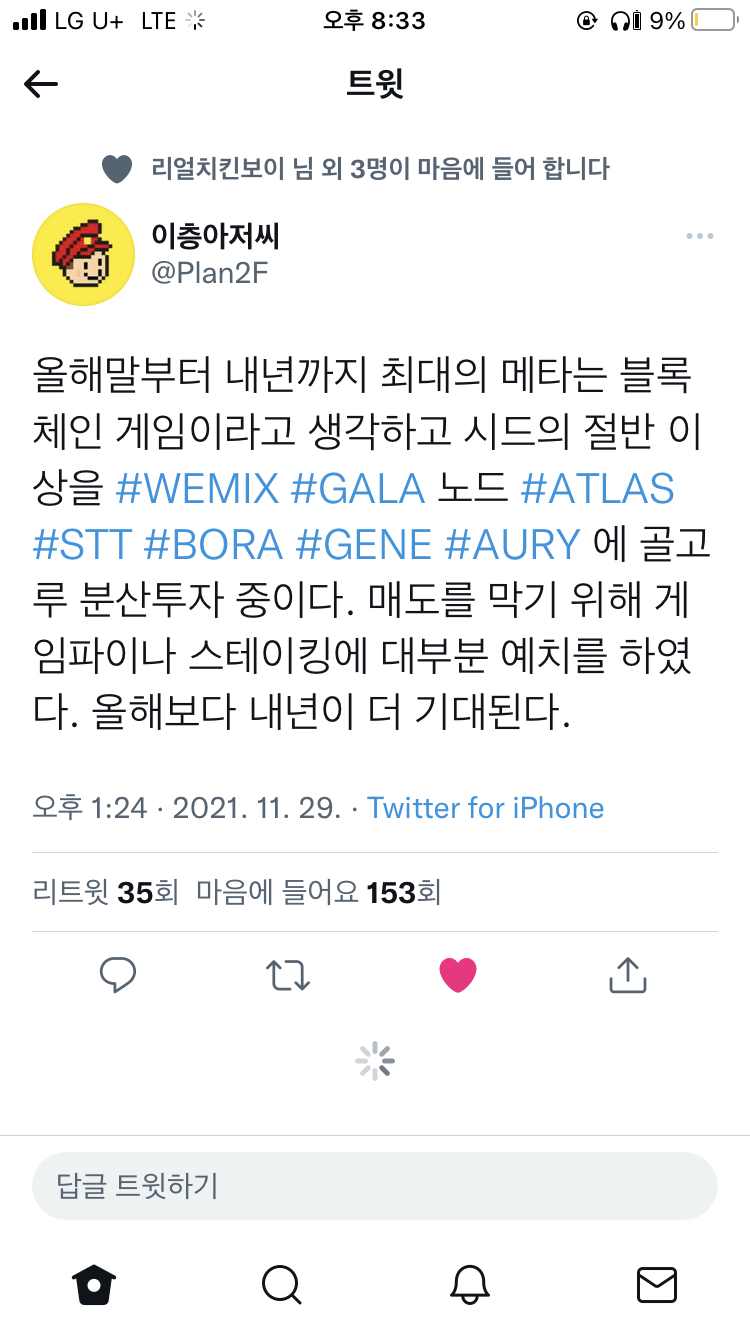 LG U+ LTE 오후 8:33 9%
트윗
리얼치킨보이 님 외 3명이 마음에 들어 합니다
이층아저씨
@Plan2F
올해말부터 내년까지 최대의 메타는 블록
체인 게임이라고 생각하고 시드의 절반 이
상을 #WEMIX #GALA 노드 #ATLAS
#STT #BORA #GENE #AURY 에 골고
루 분산투자 중이다. 매도를 막기 위해 게
임파이나 스테이킹에 대부분 예치를 하였
다. 올해보다 내년이 더 기대된다.
오후 1:24 · 2021. 11. 29. · Twitter for iPhone
리트윗 35회 마음에 들어요 153회
답글 트윗하기